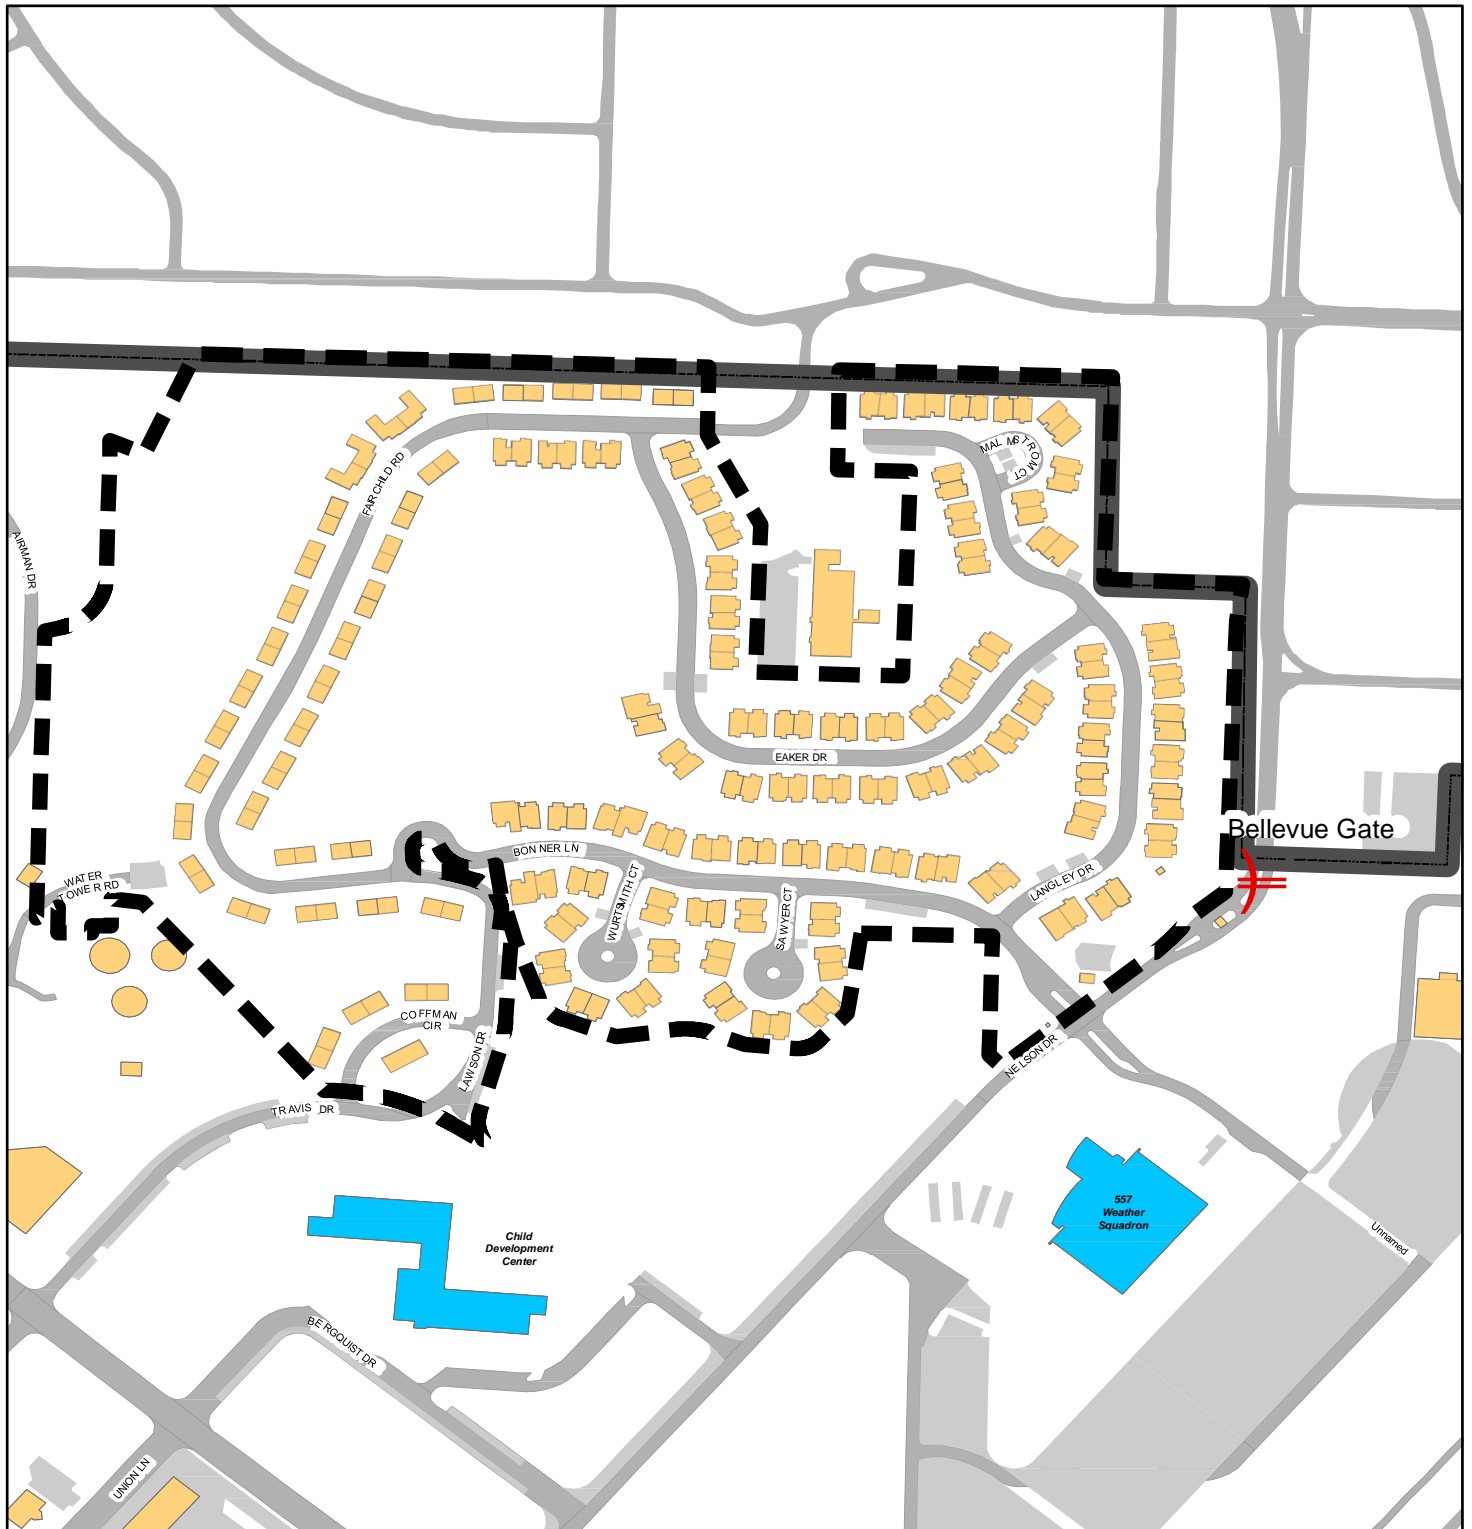 MALMSTROM CT
FAIRCHILD RD
AIRMAN DR
EAKER DR
Bellevue Gate
BONNER LN
WATER
TOWER RD
LANGLEY DR
WURTSMITH CT
SAWYER CT
COFFMAN
CIR
LAWSON DR
NELSON DR
TRAVIS DR
557
Weather
Squadron
Child
Development
Center
Unnamed
BERGQUIST DR
UNION LN